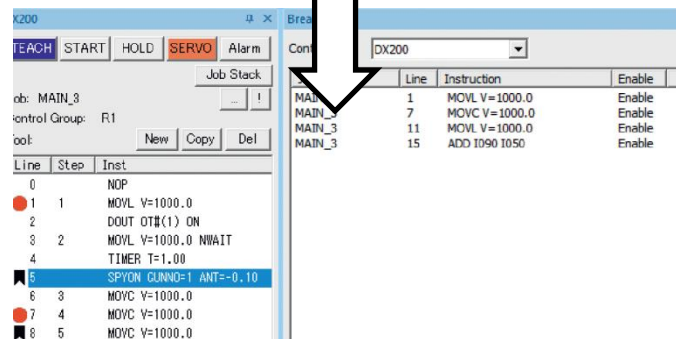 X200
Brea
TEACH START HOLD SERVO Alarm
Job Stack
ob: MAIN_3 ... !
ontrol Group: R1
ool: New Copy Del
Line Step Inst
0 NOP
1 1 MOVL V=1000.0
2 DOUT OT#(1) ON
3 2 MOVL V=1000.0 NWAIT
4 TIMER T=1.00
5 SPYON GUNNO=1 ANT=-0.10
6 3 MOVC V=1000.0
7 4 MOVC V=1000.0
8 5 MOVC V=1000.0
Cont DX200
Line Instruction Enable
MAI 1 MOVL V=1000.0 Enable
MAIN_3 7 MOVC V=1000.0 Enable
MAIN_3 11 MOVL V=1000.0 Enable
MAIN_3 15 ADD I090 I050 Enable